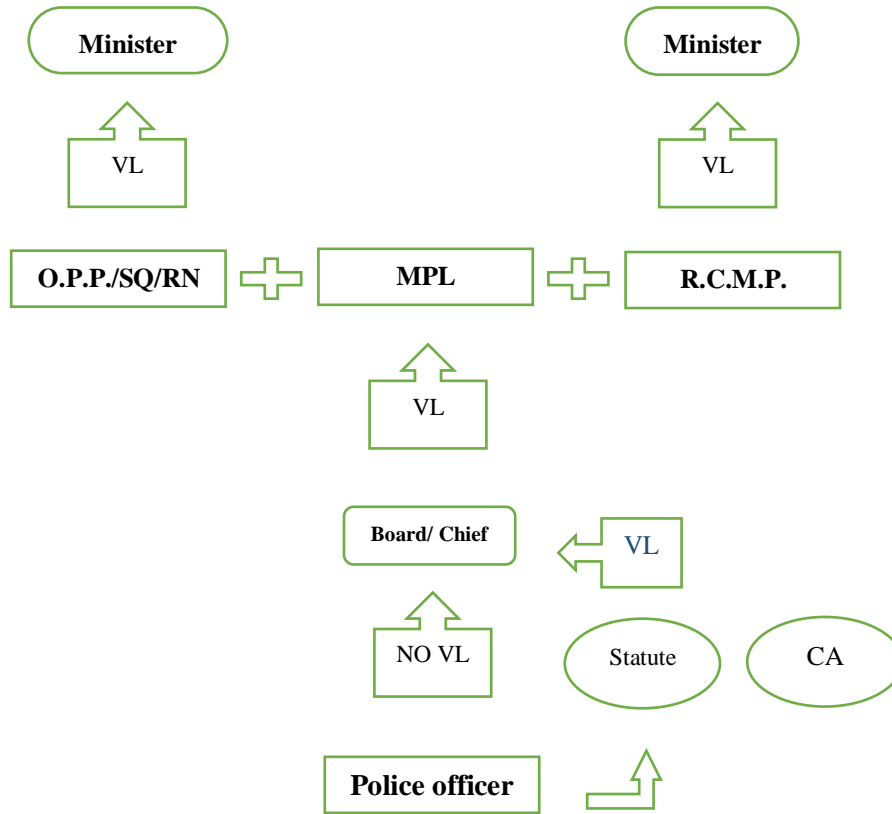 Minister
Minister
VL
VL
O.P.P./SQ/RN
MPL
R.C.M.P.
VL
Board/ Chief
VL
NO VL
Statute
CA
Police officer